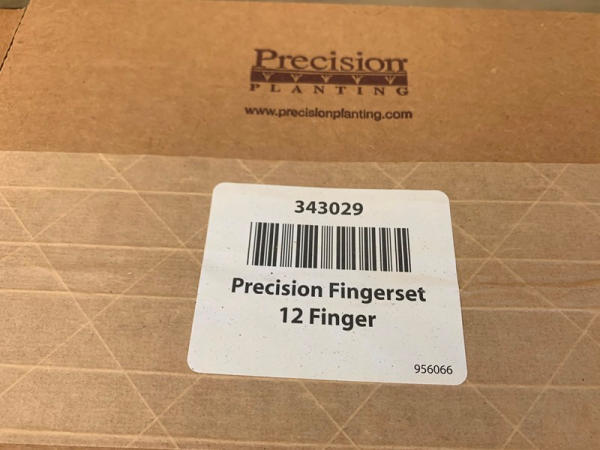 Precision
PLANTING
www.precisionplanting.com
343029
Precision Fingerset
12 Finger
956066